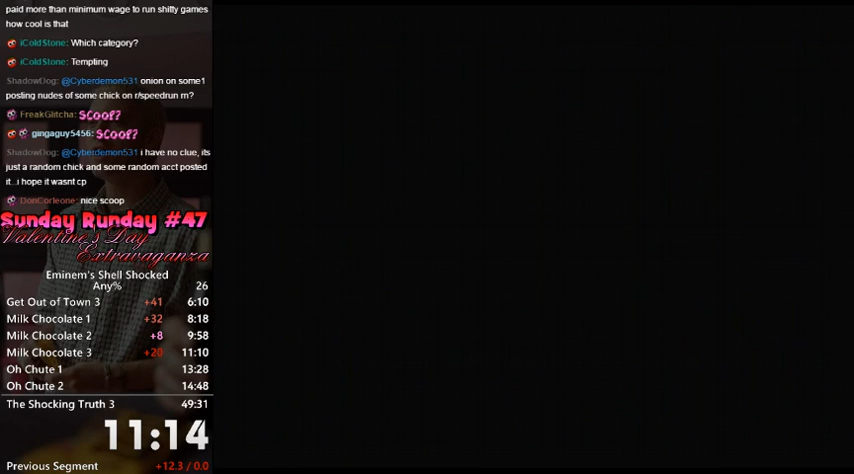 paid more than minimum wage to run shitty games
how cool is that
iColdStone: Which category?
iColdStone: Tempting
ShadowDog: @Cyberdemon531 onion on some1
posting nudes of some chick on r/speedrun rn?
FreakGlitcha: SCoof?
gingaguy5456: SCoof?
ShadowDog: @Cyberdemon531 i have no clue, its
just a random chick and some random acct posted
it...i hope it wasnt cp
DonCorleone: nice scoop
Sunday Runday #47
Valentine's Day
Extravaganza
Eminem's Shell Shocked
Any% 26
Get Out of Town 3 +41 6:10
Milk Chocolate 1 +32 8:18
Milk Chocolate 2 +8 9:58
Milk Chocolate 3 +20 11:10
Oh Chute 1 13:28
Oh Chute 2 14:48
The Shocking Truth 3 49:31
11:14
Previous Segment +12.3 / 0.0